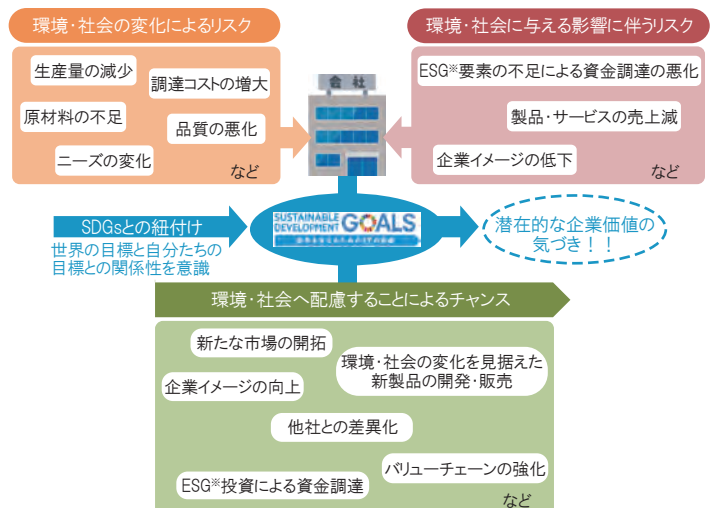 環境・社会の変化によるリスク
生産量の減少
調達コストの増大
原材料の不足
品質の悪化
ニーズの変化
など
会社
環境・社会に与える影響に伴うリスク
ESG※要素の不足による資金調達の悪化
製品・サービスの売上減
企業イメージの低下
など
SDGsとの紐付け
世界の目標と自分たちの
目標との関係性を意識
SUSTAINABLE
DEVELOPMENT GOALS
潜在的な企業価値の
気づき！！
環境・社会へ配慮することによるチャンス
新たな市場の開拓
環境・社会の変化を見据えた
新製品の開発・販売
企業イメージの向上
他社との差異化
バリューチェーンの強化
ESG※投資による資金調達
など